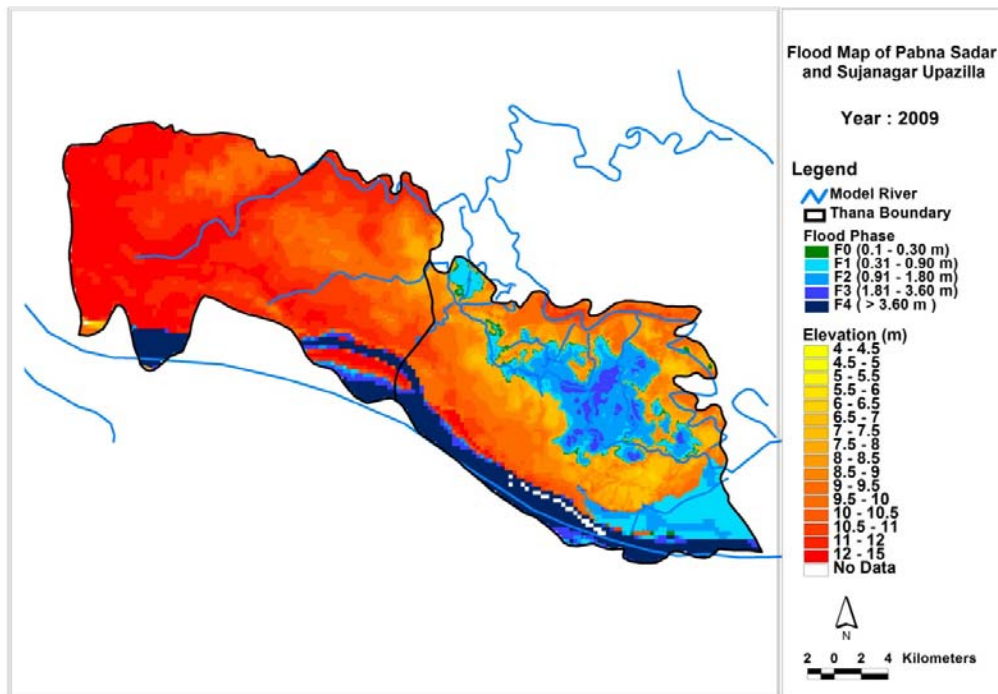 Flood Map of Pabna Sadar
and Sujanagar Upazilla
Year : 2009
Legend
Model River
Thana Boundary
Flood Phase
F0 (0.1 - 0.30 m)
F1 (0.31 - 0.90 m)
F2 (0.91 - 1.80 m)
F3 (1.81 - 3.60 m)
F4 ( > 3.60 m )
Elevation (m)
4 - 4.5
4.5 - 5
5 - 5.5
5.5 - 6
6 - 6.5
6.5 - 7
7 - 7.5
7.5 - 8
8 - 8.5
8.5 - 9
9 - 9.5
9.5 - 10
10 - 10.5
10.5 - 11
11 - 12
12 - 15
No Data
N
2 0 2 4 Kilometers